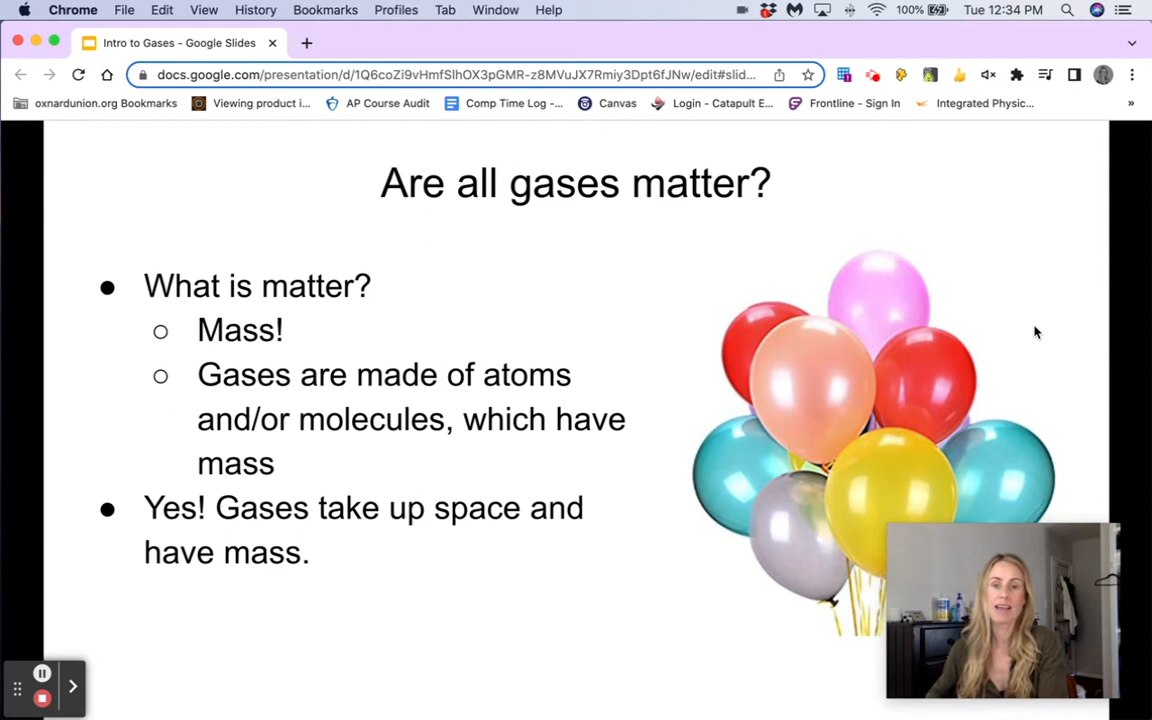 Chrome File Edit View History Bookmarks Profiles Tab Window Help 100% Tue 12:34 PM
Intro to Gases - Google Slides
docs.google.com/presentation/d/1Q6coZi9vHmfSlhOX3pGMR-z8MVuJX7Rmiy3Dpt6fJNw/edit#slid...
oxnardunion.org Bookmarks Viewing product i... AP Course Audit Comp Time Log -... Canvas Login - Catapult E... Frontline - Sign In Integrated Physic... »
Are all gases matter?
● What is matter?
○ Mass!
○ Gases are made of atoms
and/or molecules, which have
mass
● Yes! Gases take up space and
have mass.